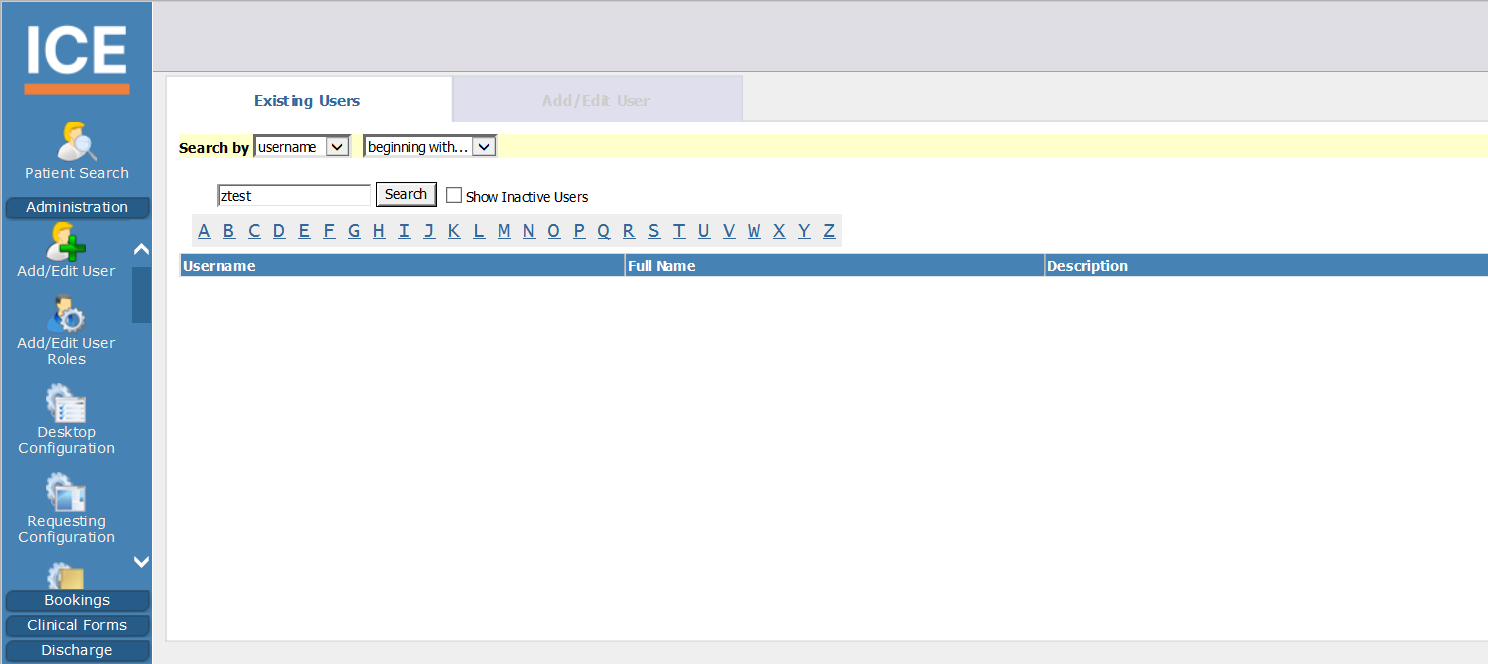 ICE
Patient Search
Administration
Add/Edit User
Add/Edit User
Roles
Desktop
Configuration
Requesting
Configuration
Bookings
Clinical Forms
Discharge
Existing Users
Add/Edit User
Search by username beginning with...
ztest Search Show Inactive Users
A B C D E F G H I J K L M N O P Q R S T U V W X Y Z
Username Full Name Description